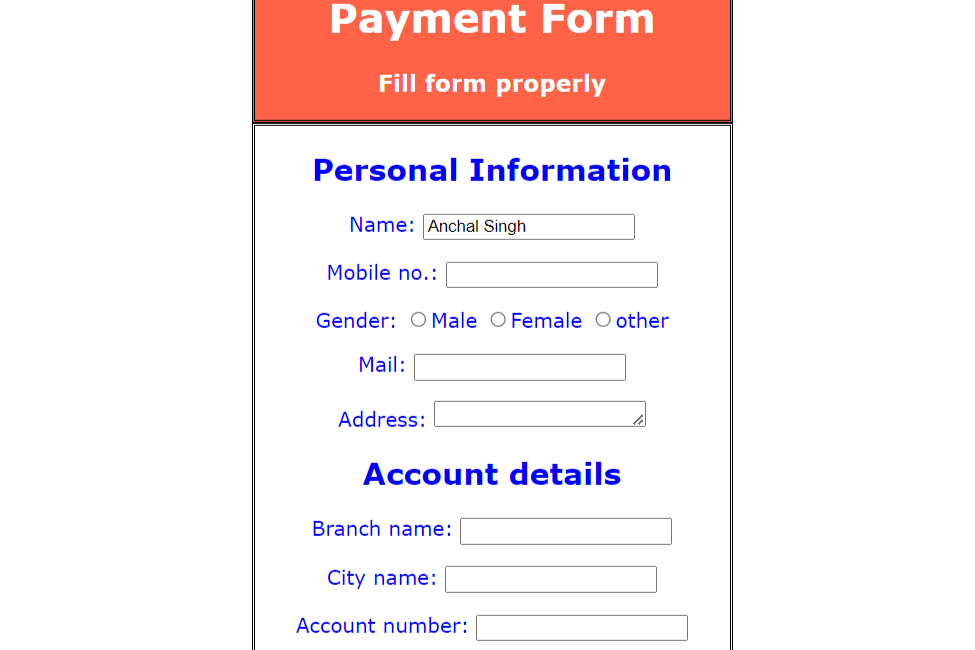 Payment Form
Fill form properly
Personal Information
Name: Anchal Singh
Mobile no.:
Gender: Male Female other
Mail:
Address:
Account details
Branch name:
City name:
Account number: